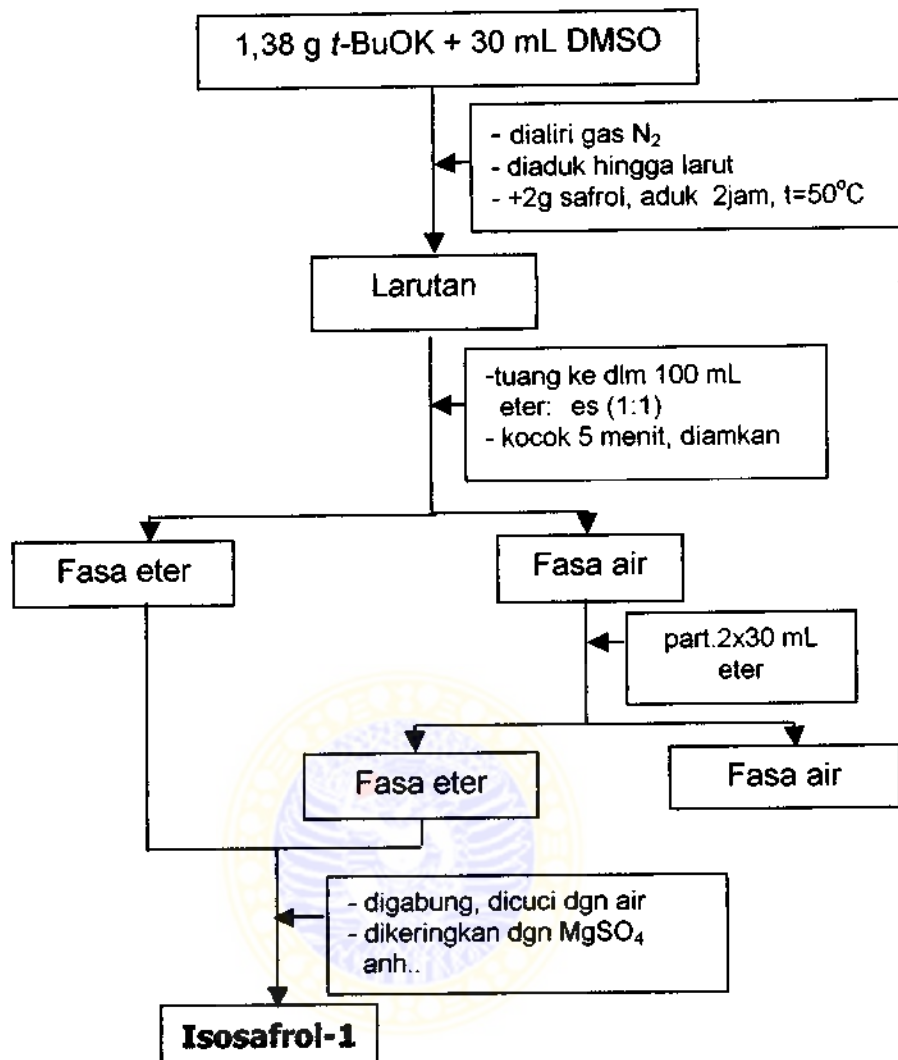 1,38 g t-BuOK + 30 mL DMSO
- dialiri gas N₂
- diaduk hingga larut
- +2g safrol, aduk 2jam, t=50°C
Larutan
-tuang ke dlm 100 mL
eter: es (1:1)
- kocok 5 menit, diamkan
Fasa eter
Fasa air
part.2x30 mL
eter
Fasa eter
Fasa air
- digabung, dicuci dgn air
- dikeringkan dgn MgSO₄
anh..
Isosafrol-1